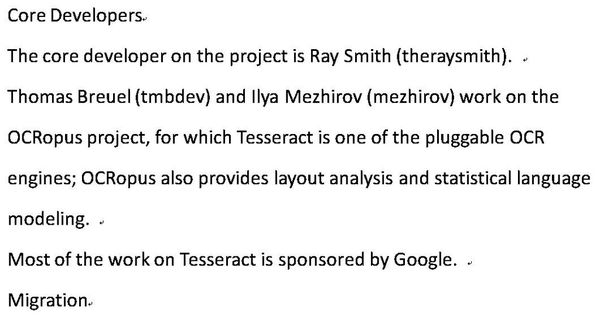 Core Developers
The core developer on the project is Ray Smith (theraysmith).
Thomas Breuel (tmbdev) and Ilya Mezhirov (mezhirov) work on the
OCRopus project, for which Tesseract is one of the pluggable OCR
engines; OCRopus also provides layout analysis and statistical language
modeling.
Most of the work on Tesseract is sponsored by Google.
Migration